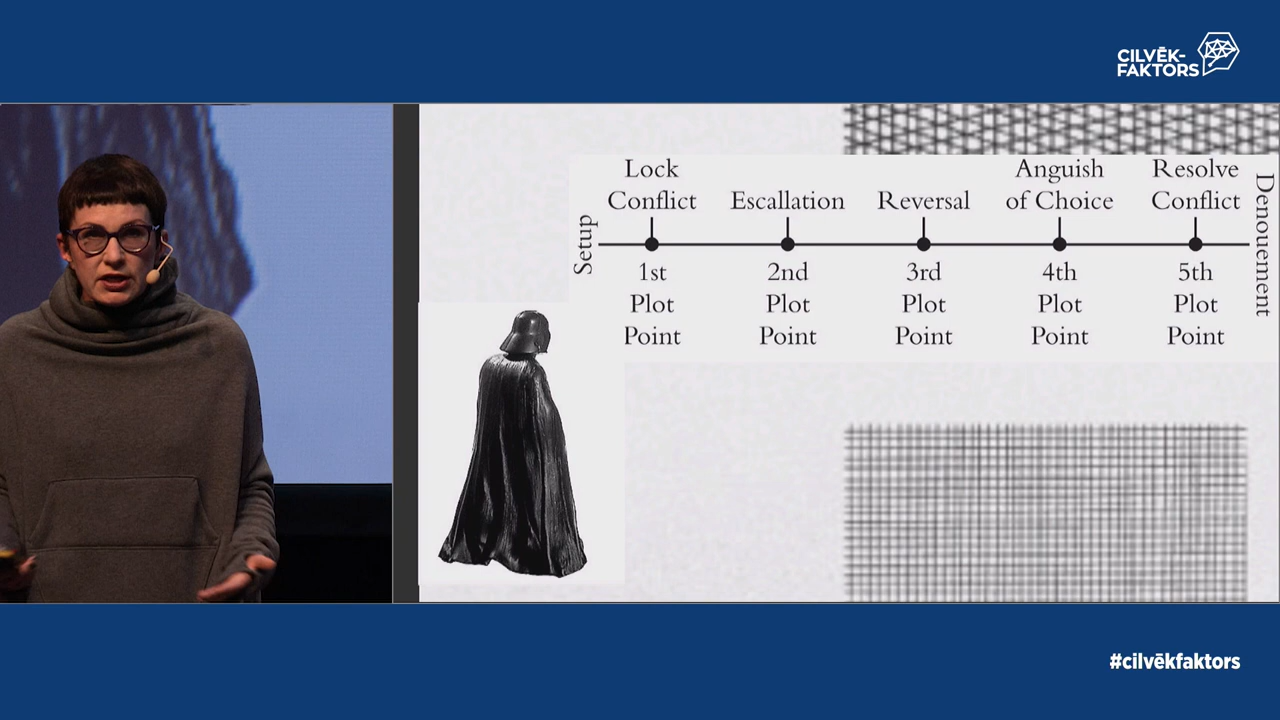 CILVĒK-
FAKTORS
Setup
Lock
Conflict
1st
Plot
Point
Escallation
2nd
Plot
Point
Reversal
3rd
Plot
Point
Anguish
of Choice
4th
Plot
Point
Resolve
Conflict
5th
Plot
Point
Denouement
#cilvēkfaktors